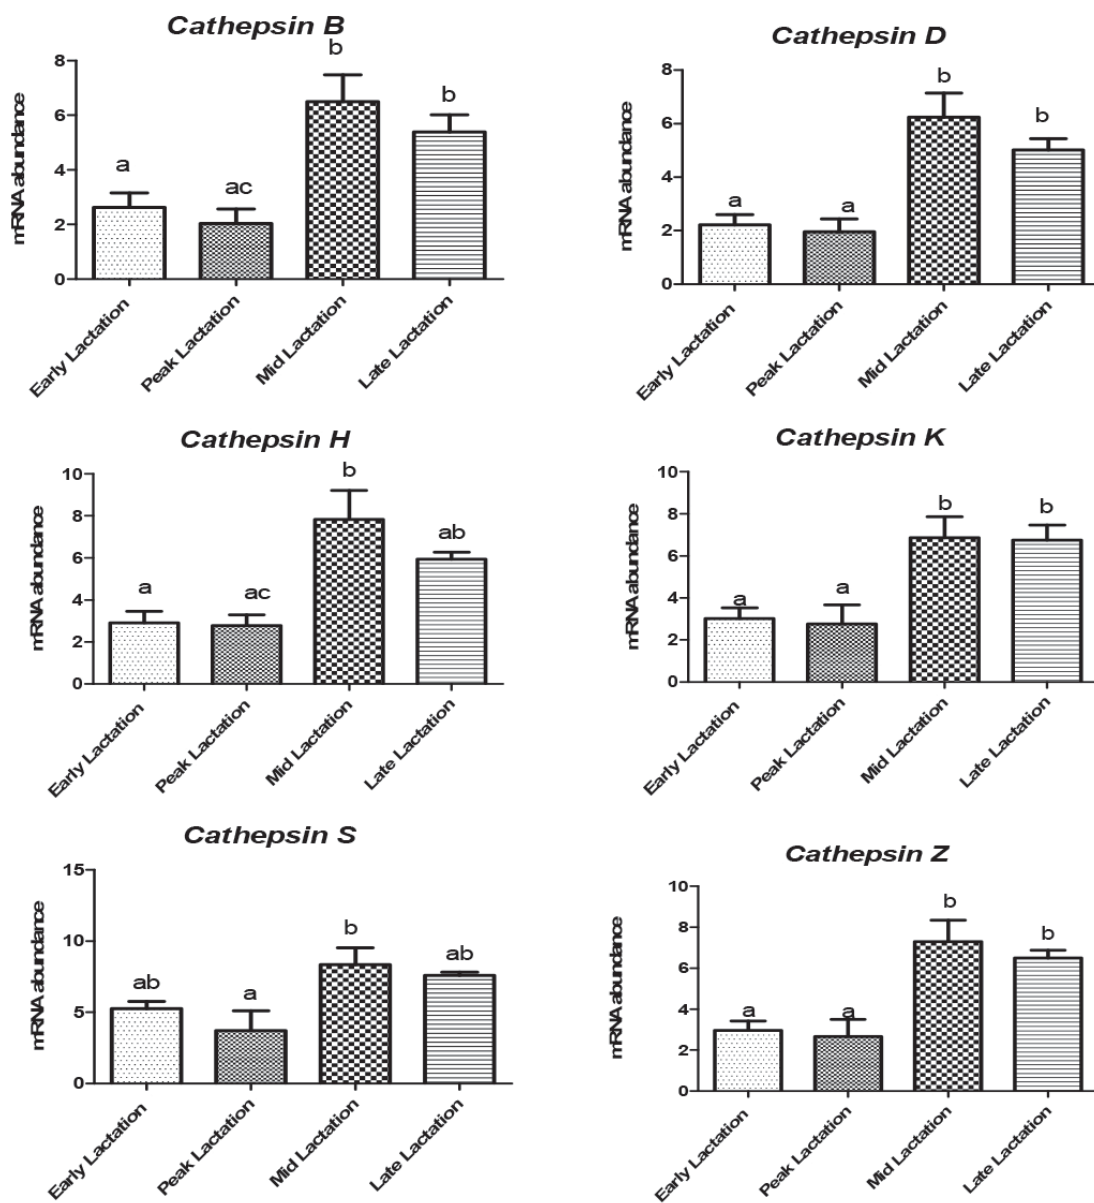 Cathepsin B
mRNA abundance
8
6
4
2
0
a
ac
b
b
Early Lactation
Peak Lactation
Mid Lactation
Late Lactation
Cathepsin D
mRNA abundance
8
6
4
2
0
a
a
b
b
Early Lactation
Peak Lactation
Mid Lactation
Late Lactation
Cathepsin H
mRNA abundance
10
8
6
4
2
0
a
ac
b
ab
Early Lactation
Peak Lactation
Mid Lactation
Late Lactation
Cathepsin K
mRNA abundance
10
8
6
4
2
0
a
a
b
b
Early Lactation
Peak Lactation
Mid Lactation
Late Lactation
Cathepsin S
mRNA abundance
15
10
5
0
ab
a
b
ab
Early Lactation
Peak Lactation
Mid Lactation
Late Lactation
Cathepsin Z
mRNA abundance
10
8
6
4
2
0
a
a
b
b
Early Lactation
Peak Lactation
Mid Lactation
Late Lactation